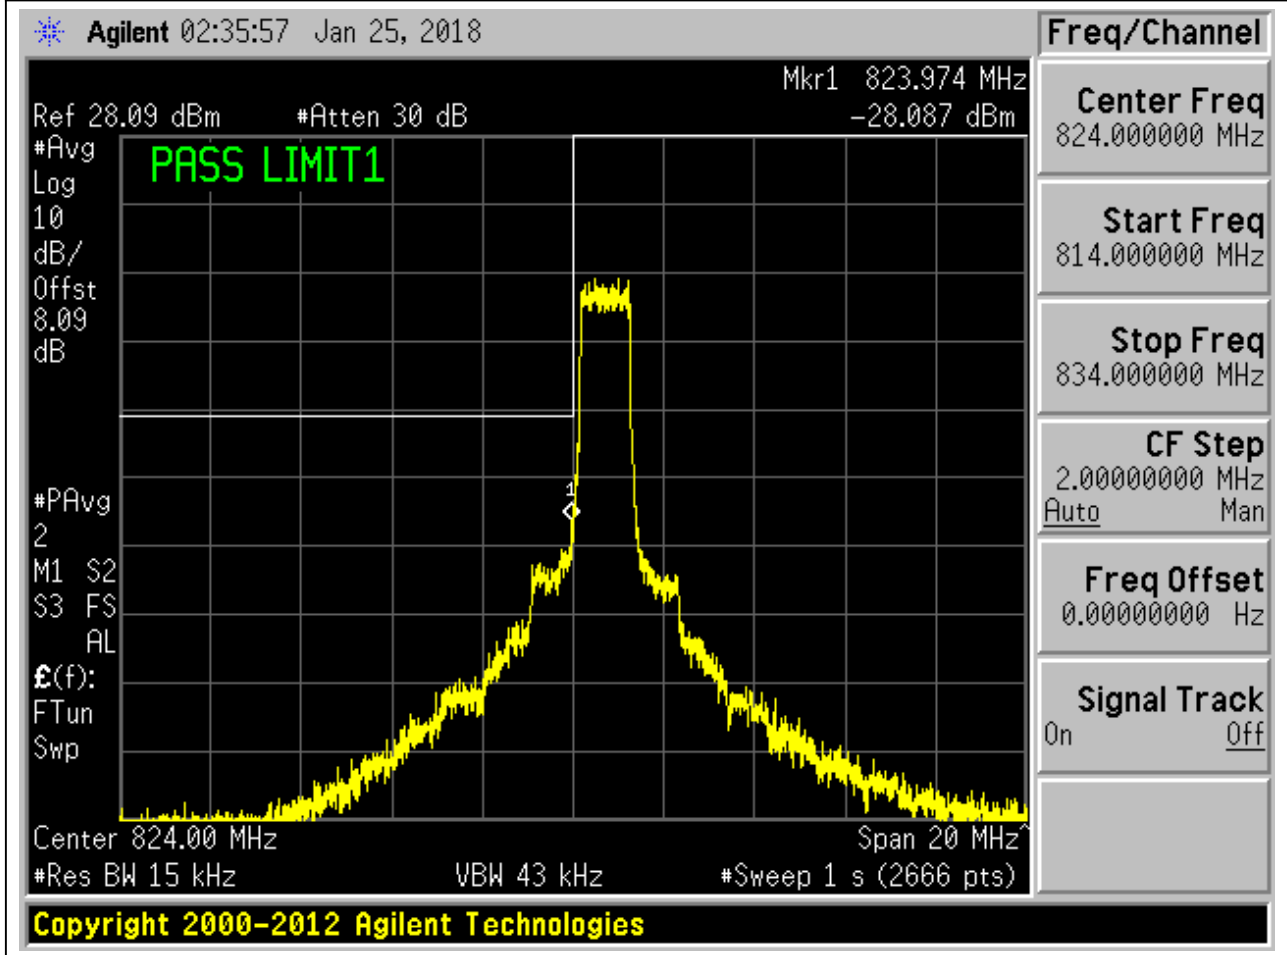 Agilent 02:35:57 Jan 25, 2018
Freq/Channel
Mkr1 823.974 MHz
Ref 28.09 dBm #Atten 30 dB -28.087 dBm
#Avg
Log
10
dB/
Offst
8.09
dB
PASS LIMIT1
#PAvg
2
M1 S2
S3 FS
AL
£(f):
FTun
Swp
1
Center 824.00 MHz Span 20 MHz^
#Res BW 15 kHz VBW 43 kHz #Sweep 1 s (2666 pts)
Center Freq
824.000000 MHz
Start Freq
814.000000 MHz
Stop Freq
834.000000 MHz
CF Step
2.00000000 MHz
Auto Man
Freq Offset
0.00000000 Hz
Signal Track
On Off
Copyright 2000-2012 Agilent Technologies